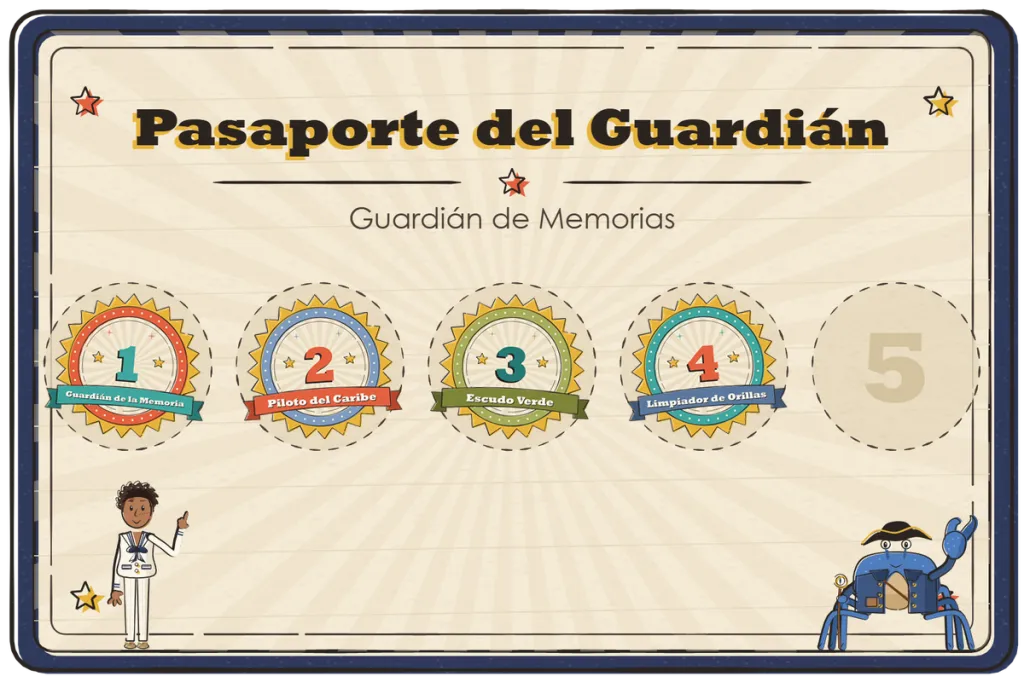 Pasaporte del Guardián
Guardián de Memorias
1
Guardián de la Memoria
2
Piloto del Caribe
3
Escudo Verde
4
Limpiador de Orillas
5